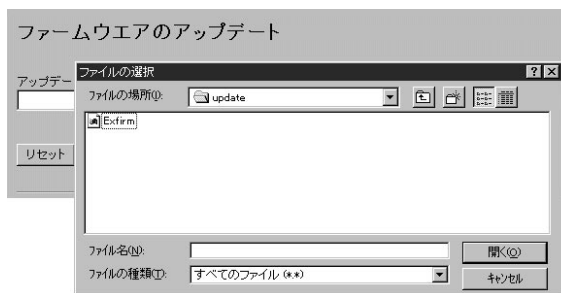 ファームウエアのアップデート
アップデー
ファイルの選択
ファイルの場所(I):
update
Exfirm
リセット
ファイル名(N):
開く(O)
ファイルの種類(T):
すべてのファイル (*.*)
キャンセル